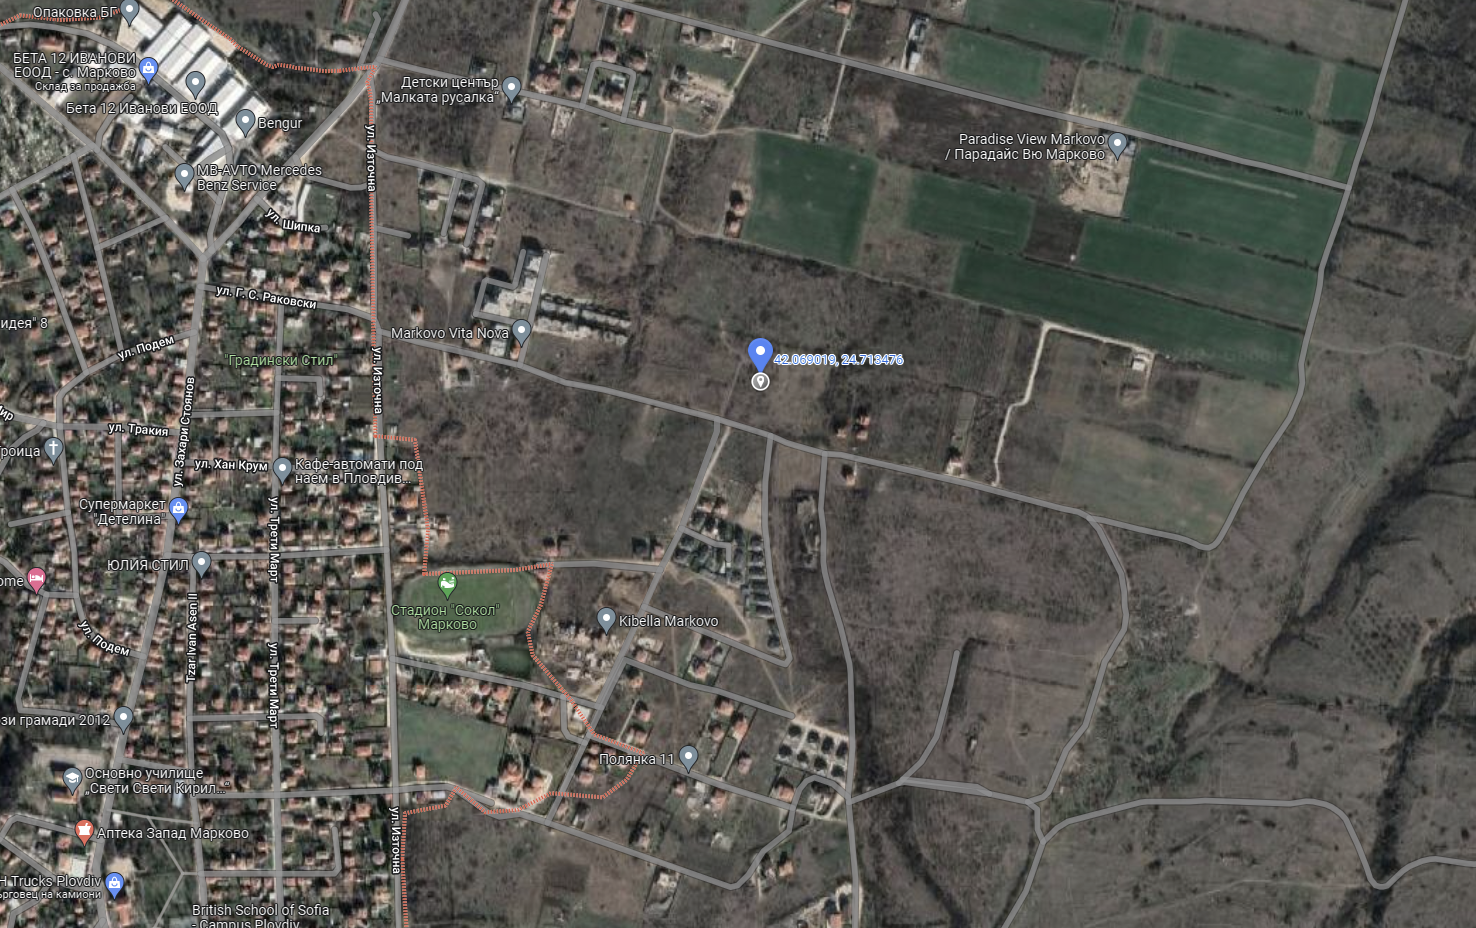 Опаковка БГ
БЕТА 12 ИВАНОВИ
ЕООД - с. Марково
Склад за продажба
Бета 12 Иванови ЕООД
Bengur
MB-AVTO Mercedes
Benz Service
Детски център
„Малката русалка“
Paradise View Markovo
/ Парадайс Вю Марково
ул. Източна
ул. Шипка
ул. Г. С. Раковски
идея" 8
ул. Подем
"Градински Стил"
Markovo Vita Nova
42.069019, 24.713476
ул. Източна
ул. Захари Стоянов
ул. Тракия
роица
ул. Хан Крум
Кафе-автомати под
наем в Пловдив...
Супермаркет
"Детелина"
ул. Трети Март
ЮЛИЯ СТИЛ
ome
Стадион "Сокол"
Марково
Kibella Markovo
ул. Подем
Tzar Ivan Asen II
ул. Трети Март
зи грамади 2012
Полянка 11
Основно училище
„Свети Свети Кирил...“
ул. Източна
Аптека Запад Марково
H Trucks Plovdiv
ърговец на камиони
British School of Sofia
- Campus Plovdiv